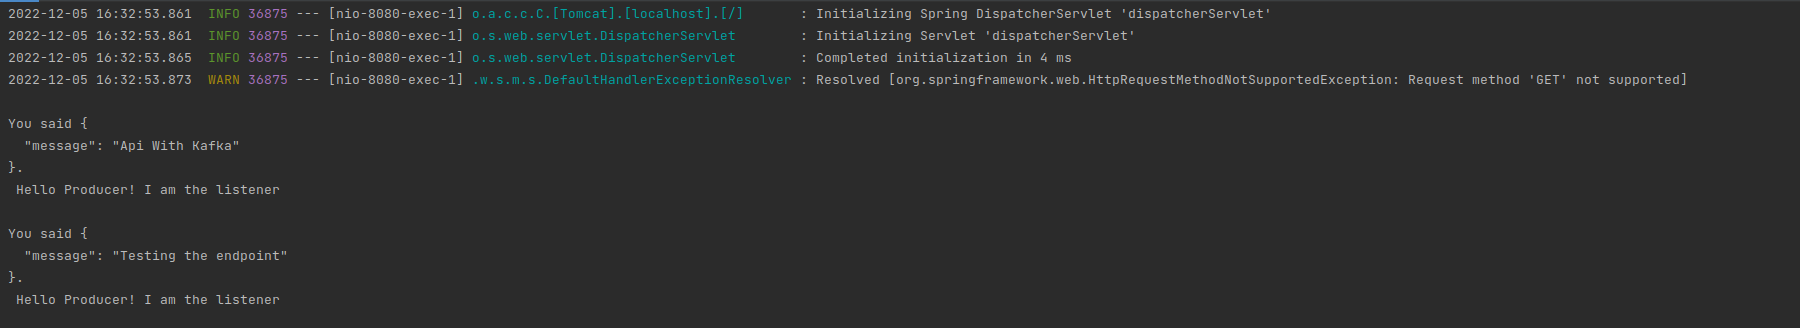 2022-12-05 16:32:53.861  INFO 36875 --- [nio-8080-exec-1] o.a.c.c.C.[Tomcat].[localhost].[/]       : Initializing Spring DispatcherServlet 'dispatcherServlet'
2022-12-05 16:32:53.861  INFO 36875 --- [nio-8080-exec-1] o.s.web.servlet.DispatcherServlet        : Initializing Servlet 'dispatcherServlet'
2022-12-05 16:32:53.865  INFO 36875 --- [nio-8080-exec-1] o.s.web.servlet.DispatcherServlet        : Completed initialization in 4 ms
2022-12-05 16:32:53.873  WARN 36875 --- [nio-8080-exec-1] .w.s.m.s.DefaultHandlerExceptionResolver : Resolved [org.springframework.web.HttpRequestMethodNotSupportedException: Request method 'GET' not supported]
You said {
  "message": "Api With Kafka"
}.
 Hello Producer! I am the listener
You said {
  "message": "Testing the endpoint"
}.
 Hello Producer! I am the listener